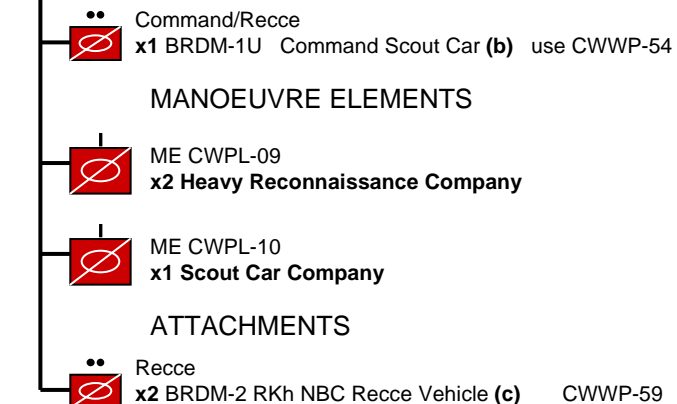 Command/Recce
x1 BRDM-1U Command Scout Car (b) use CWWP-54
MANOEUVRE ELEMENTS
ME CWPL-09
x2 Heavy Reconnaissance Company
ME CWPL-10
x1 Scout Car Company
ATTACHMENTS
Recce
x2 BRDM-2 RKh NBC Recce Vehicle (c) CWWP-59